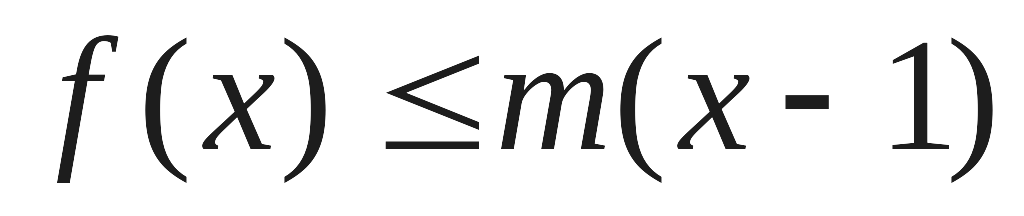 f(x) ≤ m(x - 1)